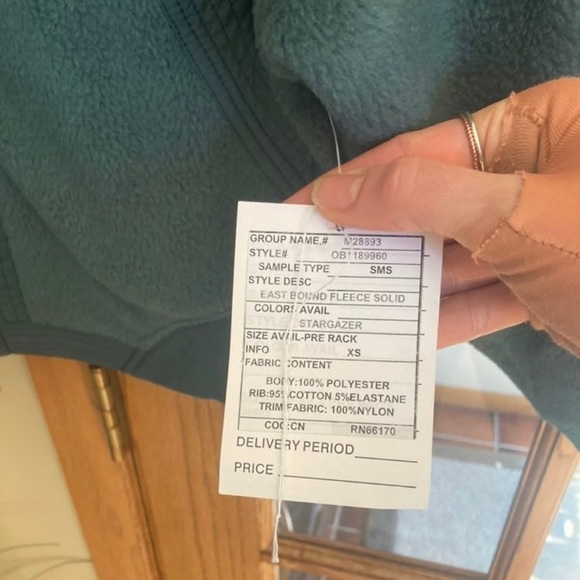 GROUP NAME,# M28893
STYLE# OB1189960
SAMPLE TYPE SMS
STYLE DESC
EAST BOUND FLEECE SOLID
COLORS AVAIL
STARGAZER
SIZE AVAIL-PRE RACK
INFO XS
FABRIC CONTENT
BODY:100% POLYESTER
RIB:95%COTTON 5%ELASTANE
TRIM FABRIC: 100%NYLON
COO:CN RN66170
DELIVERY PERIOD
PRICE